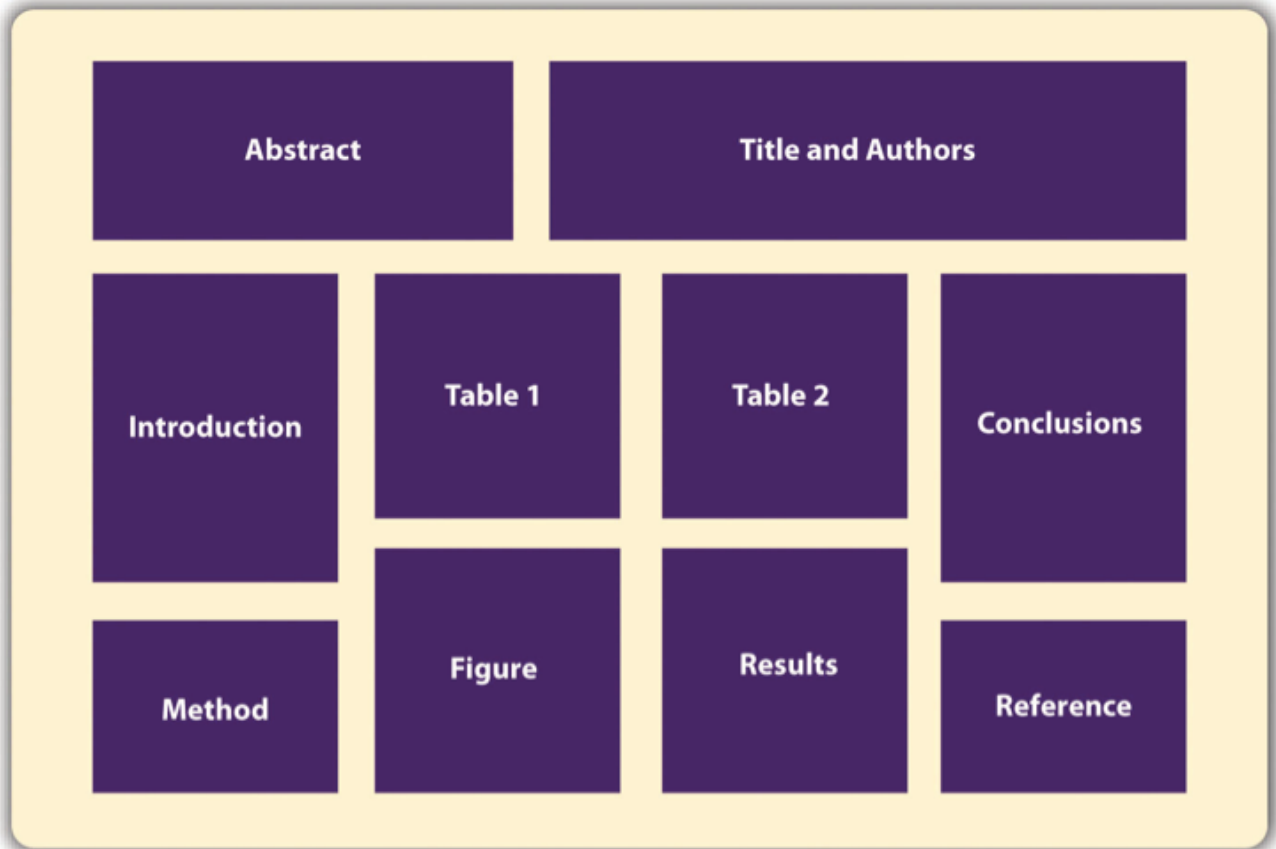 Abstract
Title and Authors
Introduction
Table 1
Table 2
Conclusions
Method
Figure
Results
Reference